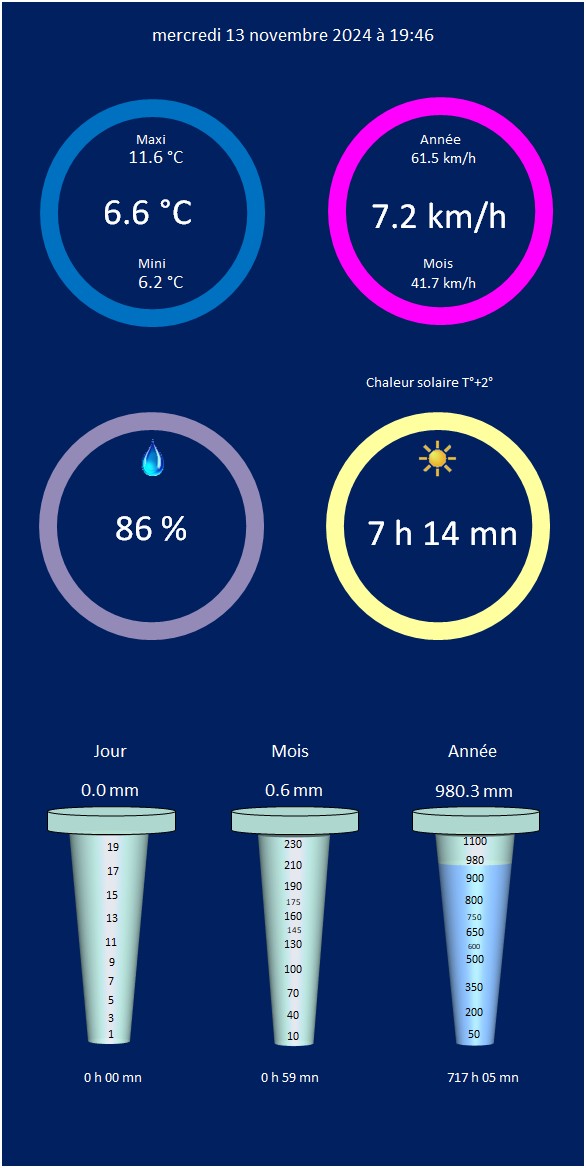 mercredi 13 novembre 2024 à 19:46
Maxi
11.6 °C
6.6 °C
Mini
6.2 °C
Année
61.5 km/h
7.2 km/h
Mois
41.7 km/h
Chaleur solaire T°+2°
86 %
7 h 14 mn
Jour
0.0 mm
19
17
15
13
11
9
7
5
3
1
0 h 00 mn
Mois
0.6 mm
230
210
190
175
160
145
130
100
70
40
10
0 h 59 mn
Année
980.3 mm
1100
980
900
800
750
650
600
500
350
200
50
717 h 05 mn